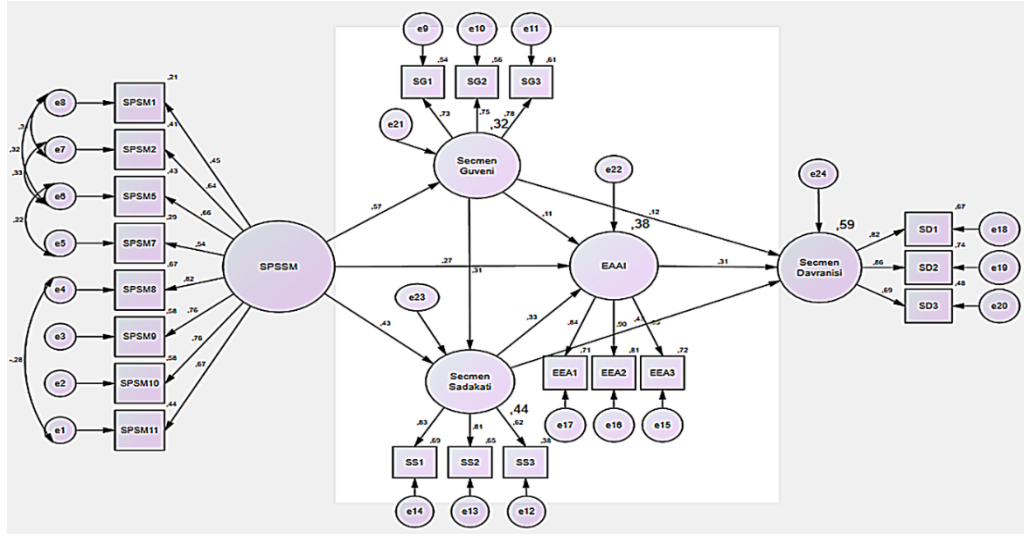 e9
e10
e11
,54
,56
,61
SG1
SG2
SG3
,73
,75
,78
,32
e21
Secmen
Guveni
e8
e7
e6
e5
e4
e3
e2
e1
,32
,33
,22
-,28
,21
SPSM1
,41
SPSM2
,43
SPSM5
,29
SPSM7
,67
SPSM8
,58
SPSM9
,58
SPSM10
,44
SPSM11
,45
,64
,66
,54
,82
,76
,76
,67
SPSSM
,57
,27
,43
,31
,11
,12
e22
,38
EAAI
,31
,33
e23
Secmen
Sadakati
,44
,83
,81
,62
,69
,65
,38
SS1
SS2
SS3
e14
e13
e12
,84
,90
,71
,81
,72
EEA1
EEA2
EEA3
e17
e16
e15
e24
,59
Secmen
Davranisi
,82
,86
,69
,67
SD1
e18
,74
SD2
e19
,48
SD3
e20